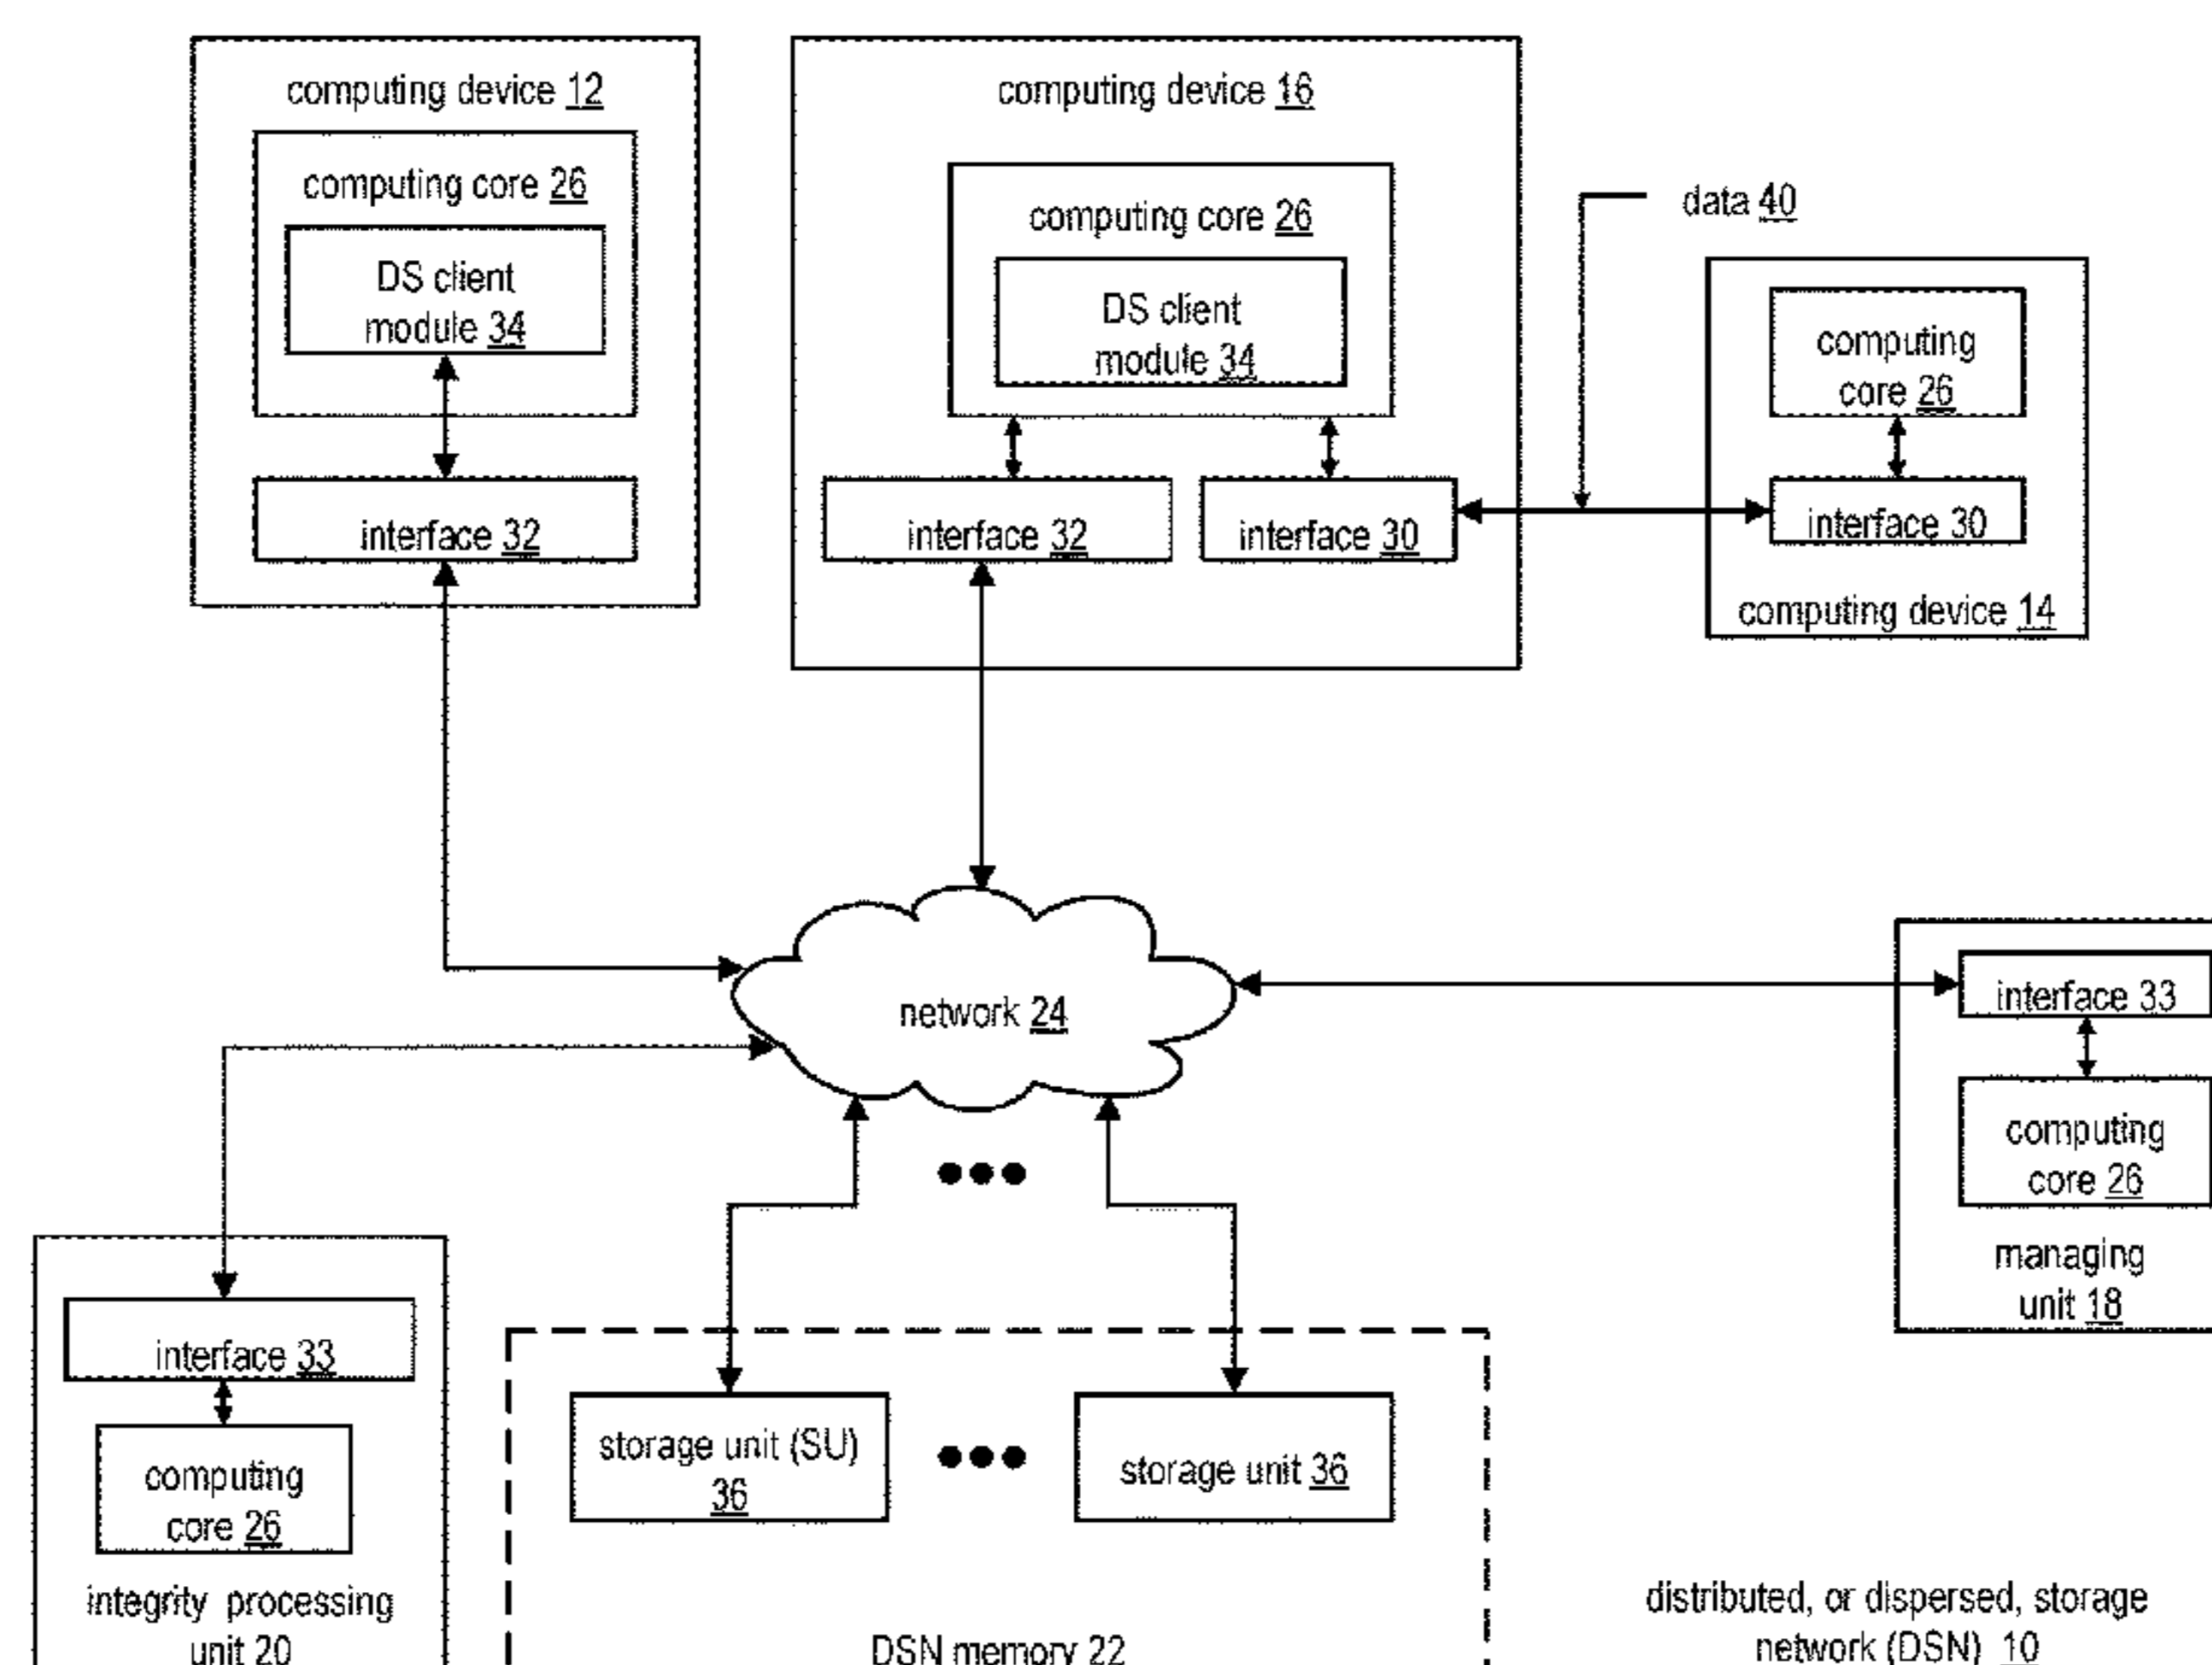 computing device 12
computing core 26
DS client
module 34
interface 32
computing device 16
computing core 26
DS client
module 34
interface 32
interface 30
data 40
computing
core 26
interface 30
computing device 14
network 24
interface 33
computing
core 26
managing
unit 18
interface 33
computing
core 26
integrity processing
unit 20
storage unit (SU)
36
storage unit 36
DSN memory 22
distributed, or dispersed, storage
network (DSN) 10